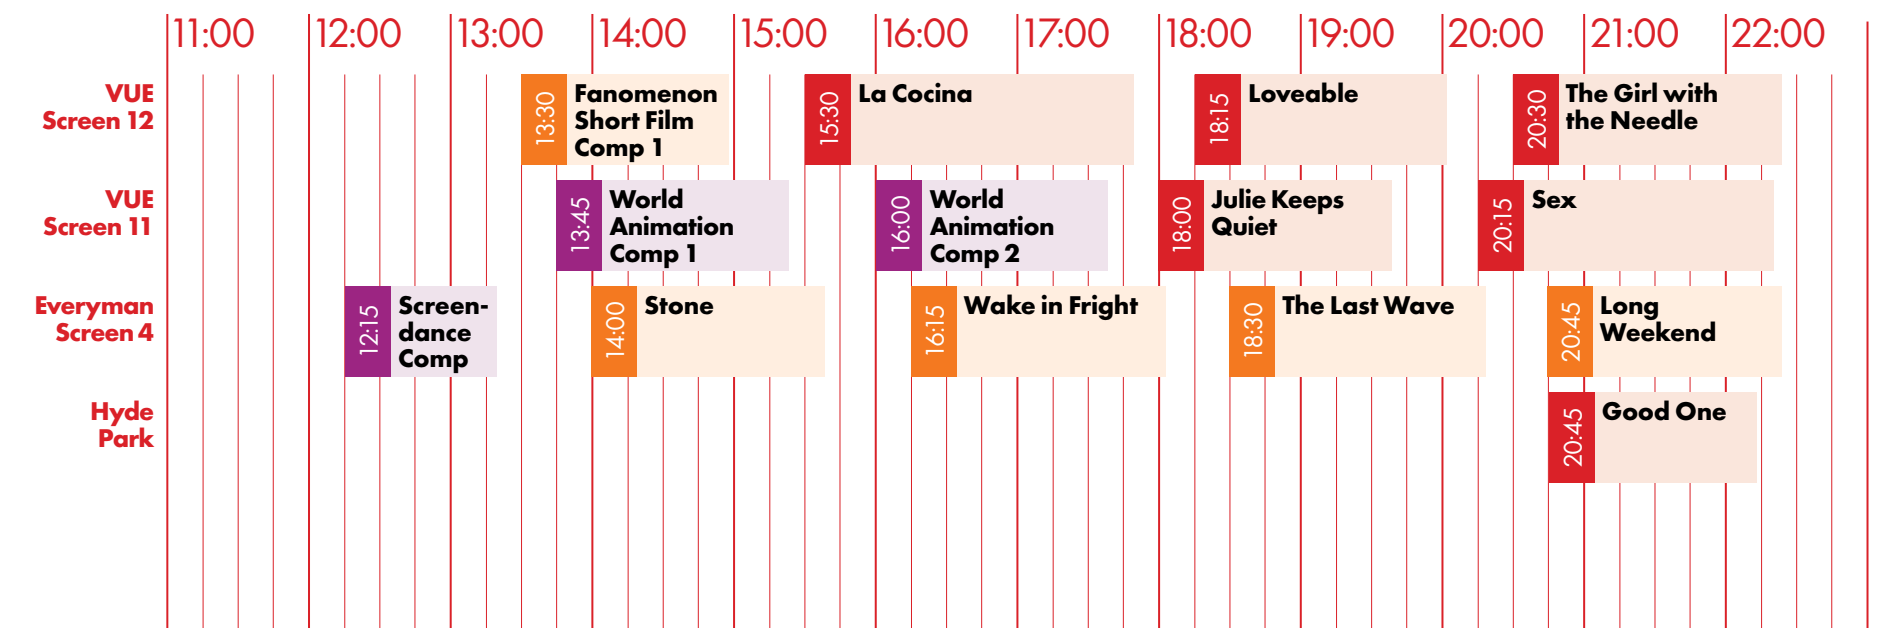 11:00 12:00 13:00 14:00 15:00 16:00 17:00 18:00 19:00 20:00 21:00 22:00
VUE
Screen 12
13:30
Fanomenon
Short Film
Comp 1
15:30
La Cocina
18:15
Loveable
20:30
The Girl with
the Needle
VUE
Screen 11
13:45
World
Animation
Comp 1
16:00
World
Animation
Comp 2
18:00
Julie Keeps
Quiet
20:15
Sex
Everyman
Screen 4
12:15
Screen-
dance
Comp
14:00
Stone
16:15
Wake in Fright
18:30
The Last Wave
20:45
Long
Weekend
Hyde
Park
20:45
Good One